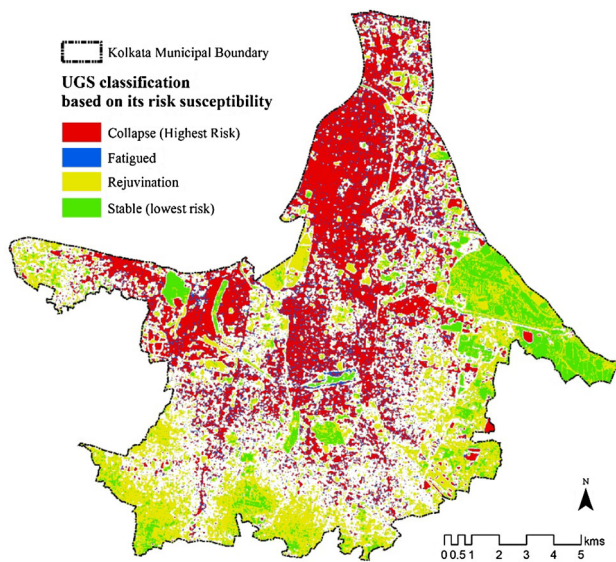 Kolkata Municipal Boundary
UGS classification
based on its risk susceptibility
Collapse (Highest Risk)
Fatigued
Rejuvination
Stable (lowest risk)
N
kms
0 0.5 1 2 3 4 5